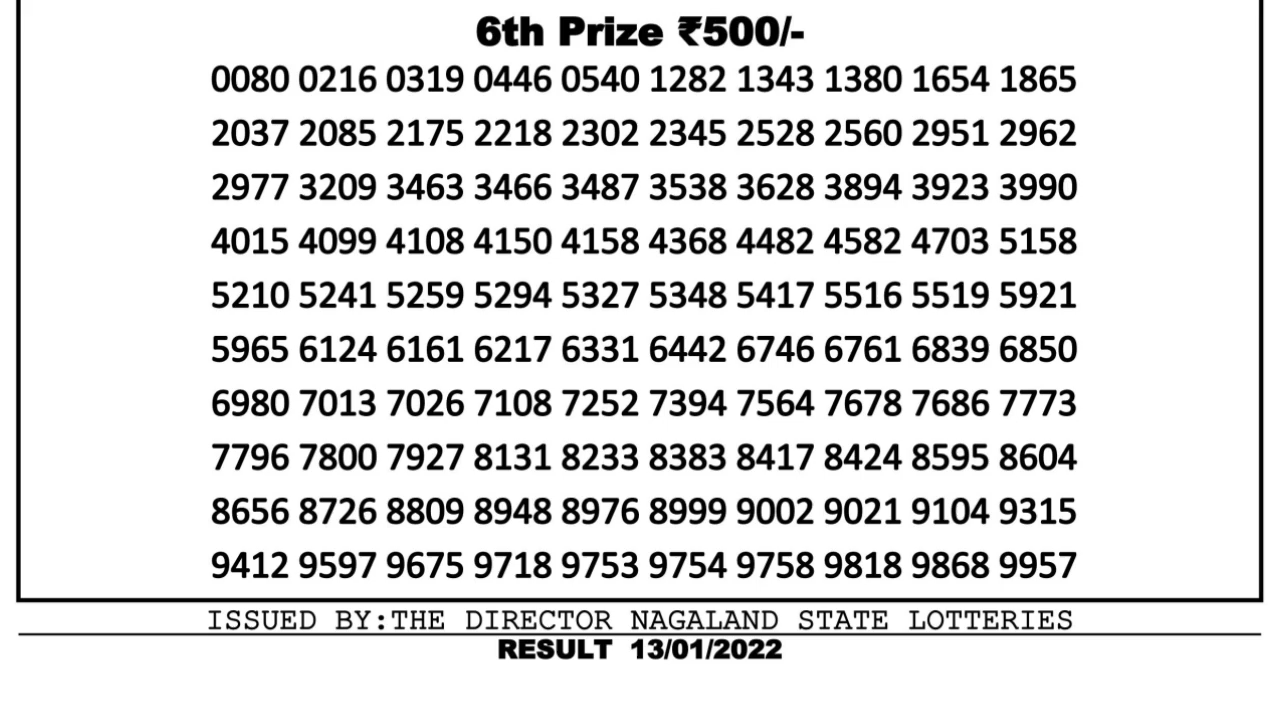 6th Prize ₹500/-
0080 0216 0319 0446 0540 1282 1343 1380 1654 1865
2037 2085 2175 2218 2302 2345 2528 2560 2951 2962
2977 3209 3463 3466 3487 3538 3628 3894 3923 3990
4015 4099 4108 4150 4158 4368 4482 4582 4703 5158
5210 5241 5259 5294 5327 5348 5417 5516 5519 5921
5965 6124 6161 6217 6331 6442 6746 6761 6839 6850
6980 7013 7026 7108 7252 7394 7564 7678 7686 7773
7796 7800 7927 8131 8233 8383 8417 8424 8595 8604
8656 8726 8809 8948 8976 8999 9002 9021 9104 9315
9412 9597 9675 9718 9753 9754 9758 9818 9868 9957
ISSUED BY:THE DIRECTOR NAGALAND STATE LOTTERIES
RESULT 13/01/2022